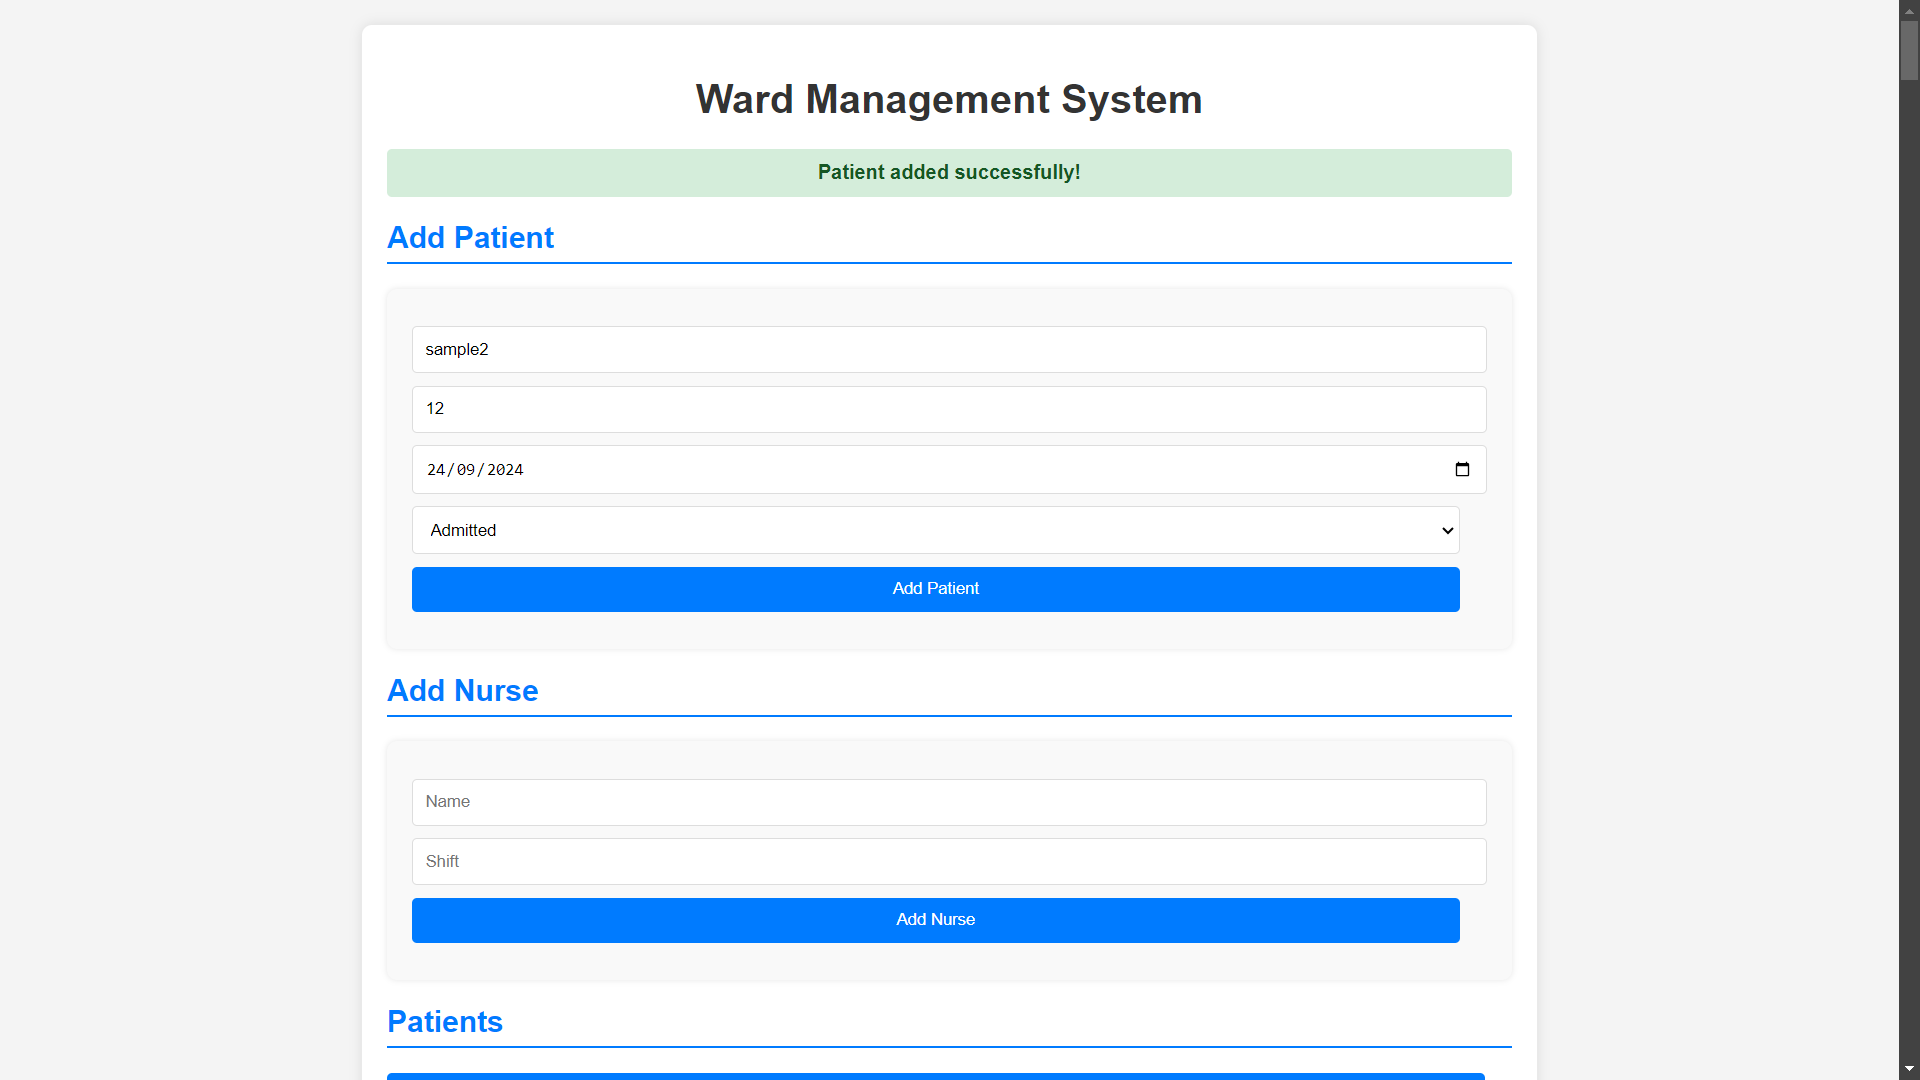 Ward Management System
Patient added successfully!
Add Patient
sample2
12
24/09/2024
Admitted
Add Patient
Add Nurse
Name
Shift
Add Nurse
Patients